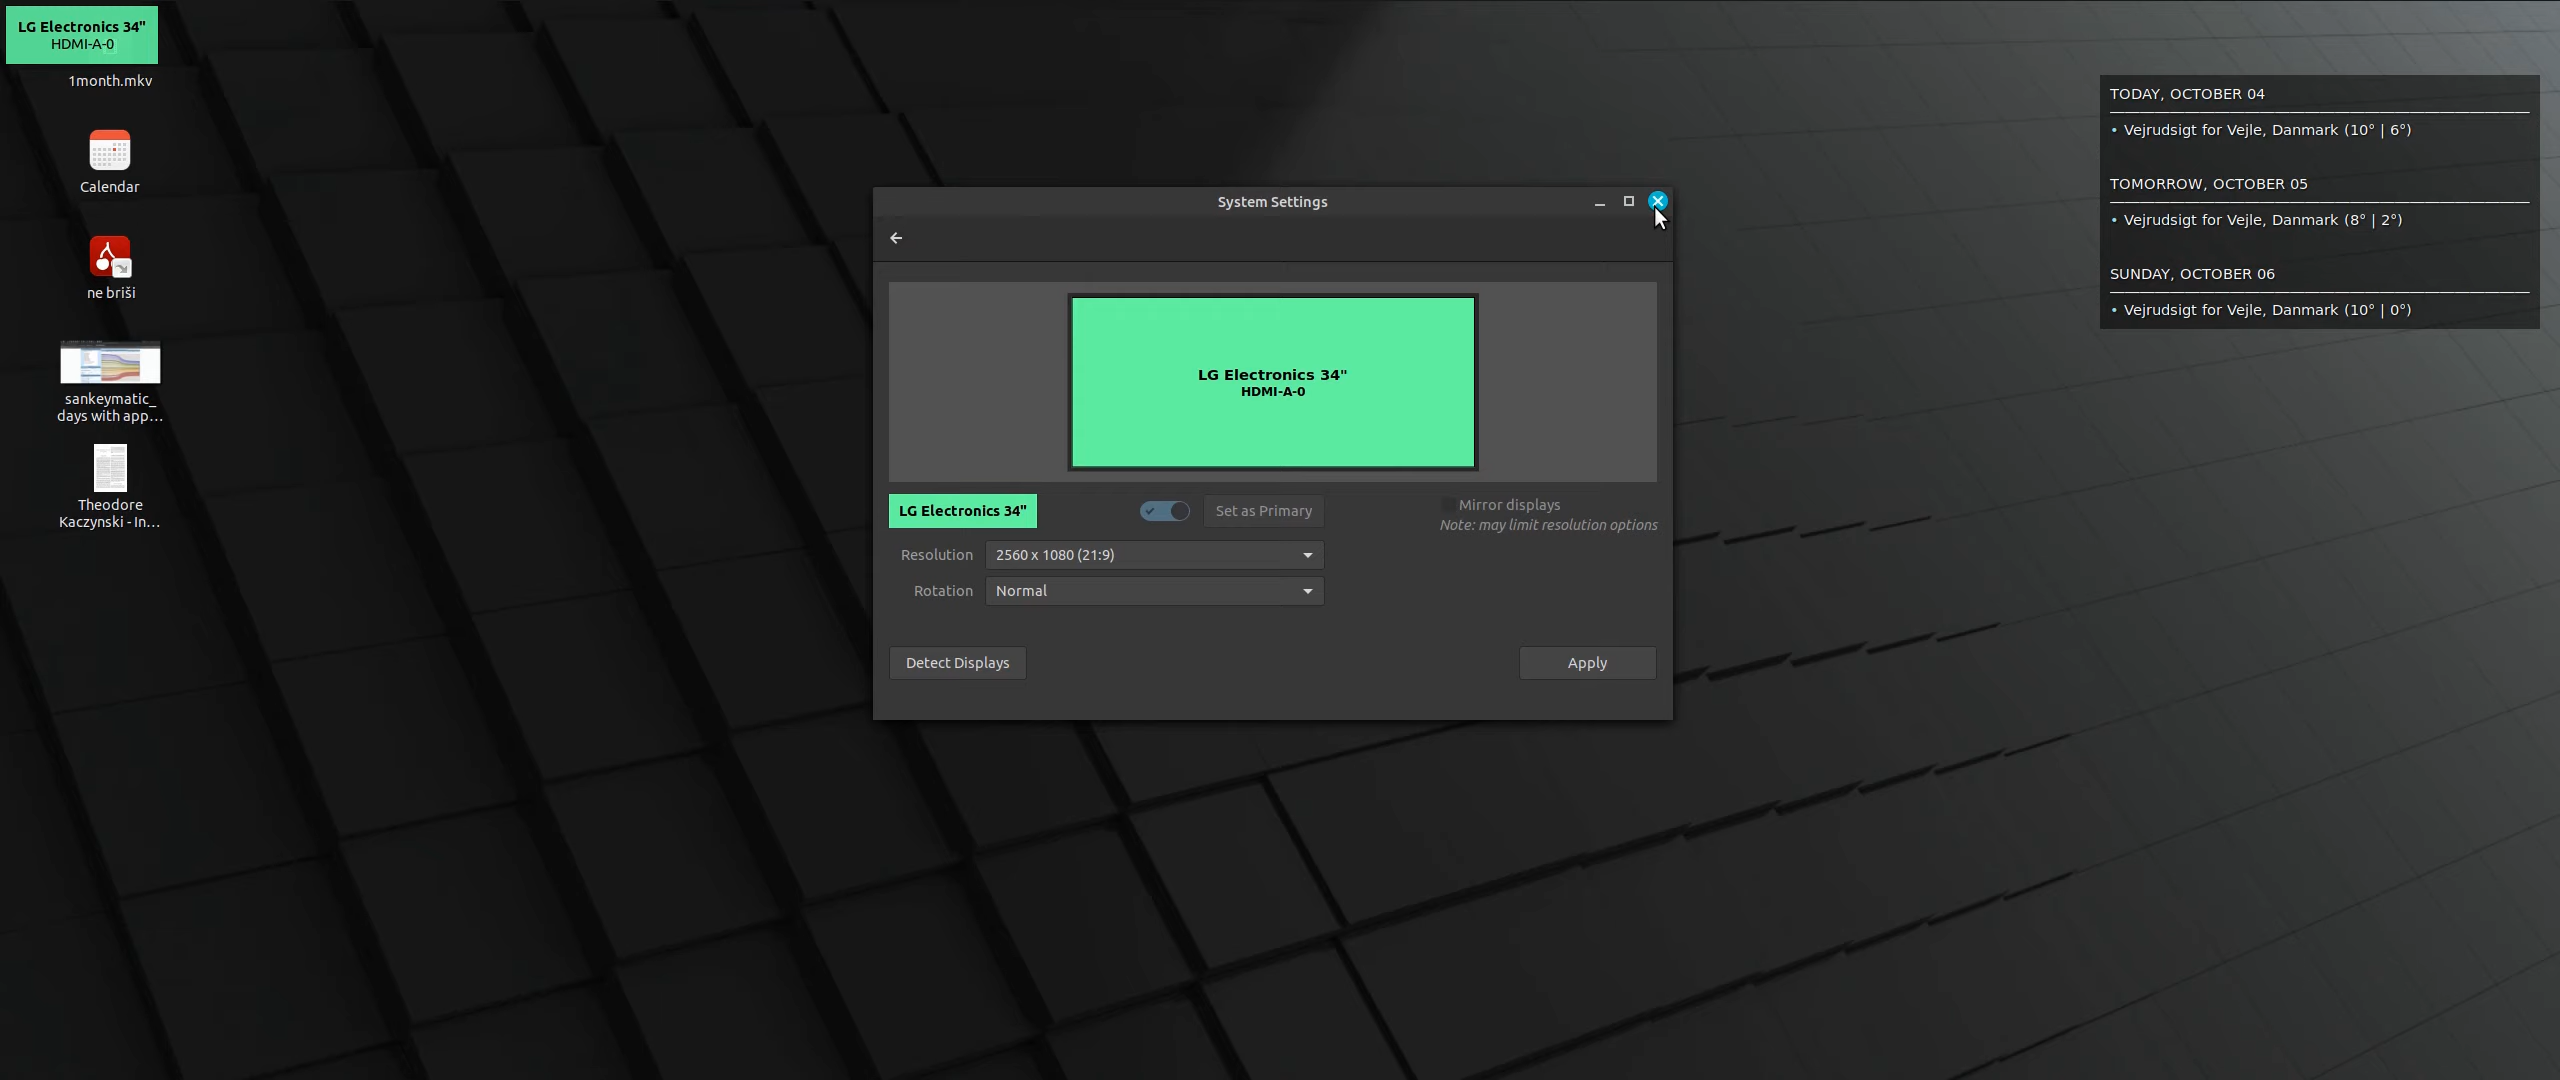 LG Electronics 34"
HDMI-A-0
1month.mkv
Calendar
ne briši
sankeymatic_
days with app...
Theodore
Kaczynski - In...
System Settings
LG Electronics 34"
HDMI-A-0
LG Electronics 34"
Set as Primary
Mirror displays
Note: may limit resolution options
Resolution
2560 x 1080 (21:9)
Rotation
Normal
Detect Displays
Apply
TODAY, OCTOBER 04
• Vejrudsigt for Vejle, Danmark (10° | 6°)
TOMORROW, OCTOBER 05
• Vejrudsigt for Vejle, Danmark (8° | 2°)
SUNDAY, OCTOBER 06
• Vejrudsigt for Vejle, Danmark (10° | 0°)